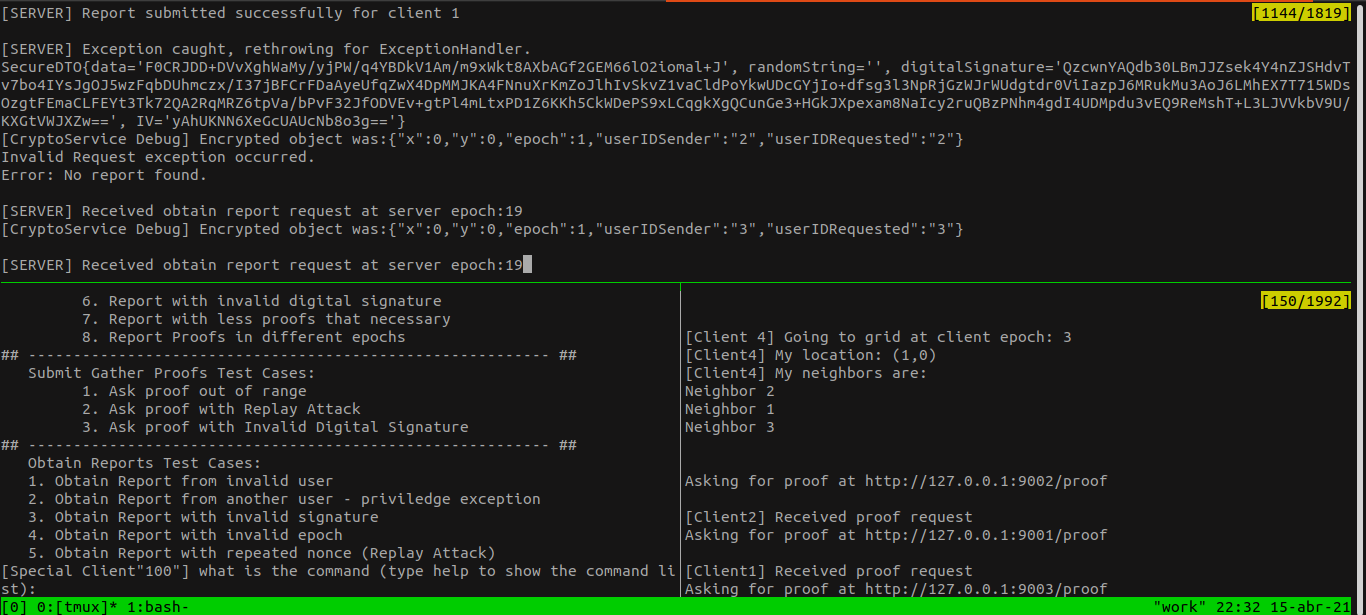 [SERVER] Report submitted successfully for client 1
[1144/1819]
[SERVER] Exception caught, rethrowing for ExceptionHandler.
SecureDTO{data='F0CRJDD+DVvXghWaMy/yjPW/q4YBDkV1Am/m9xWkt8AXbAGf2GEM66lO2iomal+J', randomString='', digitalSignature='QzcwnYAQdb30LBmJJZsek4Y4nZJSHdvT
v7bo4IYsJgOJ5wzFqbDUhmczx/I37jBFCrFDaAyeUfqZwX4DpMMJKA4FNnuXrKmZoJlhIvSkvZ1vaCldPoYkwUDcGYjIo+dfsg3l3NpRjGzWJrWUdgtdr0ViIazpJ6MRukMu3AoJ6LMhEX7T715WDs
OzgtFEmaCLFEYt3Tk72QA2RqMRZ6tpVa/bPvF32JfODVEv+gtPl4mLtxPD1Z6KKh5CkWDePS9xLCqgkXgQCunGe3+HGkJXpexam8NaIcy2ruQBzPNhm4gdI4UDMpdu3vEQ9ReMshT+L3LJVVkbV9U/
KXGtVWJXZw==', IV='yAhUKNN6XeGcUAUcNb8o3g=='}
[CryptoService Debug] Encrypted object was:{"x":0,"y":0,"epoch":1,"userIDSender":"2","userIDRequested":"2"}
Invalid Request exception occurred.
Error: No report found.
[SERVER] Received obtain report request at server epoch:19
[CryptoService Debug] Encrypted object was:{"x":0,"y":0,"epoch":1,"userIDSender":"3","userIDRequested":"3"}
[SERVER] Received obtain report request at server epoch:19
6. Report with invalid digital signature
7. Report with less proofs that necessary
8. Report Proofs in different epochs
## ---------------------------------------------------------- ##
Submit Gather Proofs Test Cases:
1. Ask proof out of range
2. Ask proof with Replay Attack
3. Ask proof with Invalid Digital Signature
## ---------------------------------------------------------- ##
Obtain Reports Test Cases:
1. Obtain Report from invalid user
2. Obtain Report from another user - priviledge exception
3. Obtain Report with invalid signature
4. Obtain Report with invalid epoch
5. Obtain Report with repeated nonce (Replay Attack)
[Special Client"100"] what is the command (type help to show the command li
st):
[150/1992]
[Client 4] Going to grid at client epoch: 3
[Client4] My location: (1,0)
[Client4] My neighbors are:
Neighbor 2
Neighbor 1
Neighbor 3
Asking for proof at http://127.0.0.1:9002/proof
[Client2] Received proof request
Asking for proof at http://127.0.0.1:9001/proof
[Client1] Received proof request
Asking for proof at http://127.0.0.1:9003/proof
[0] 0:[tmux]* 1:bash-
"work" 22:32 15-abr-21